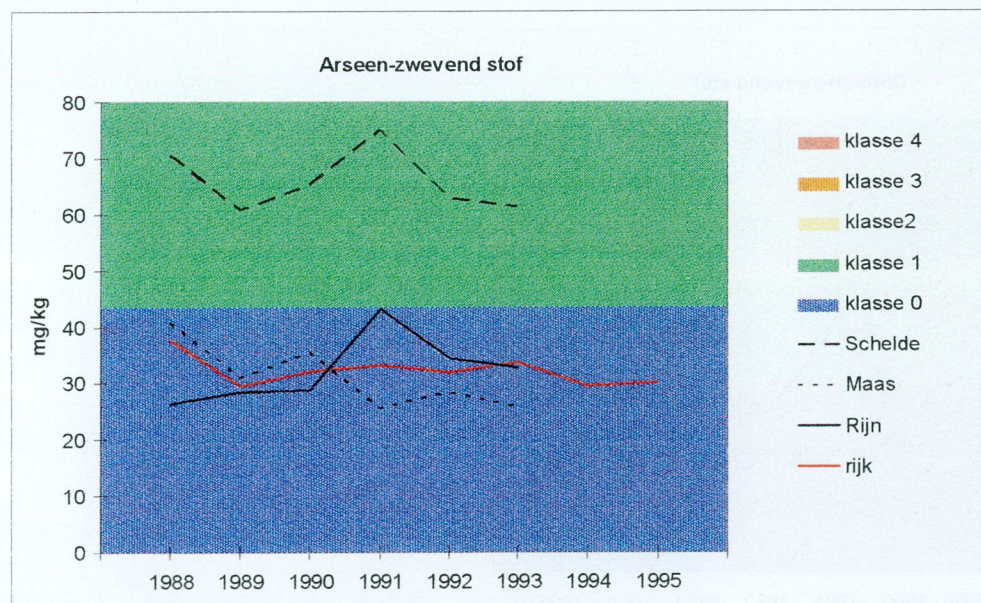 Arseen-zwevend stof
mg/kg
80
70
60
50
40
30
20
10
0
1988 1989 1990 1991 1992 1993 1994 1995
klasse 4
klasse 3
klasse2
klasse 1
klasse 0
Schelde
Maas
Rijn
rijk